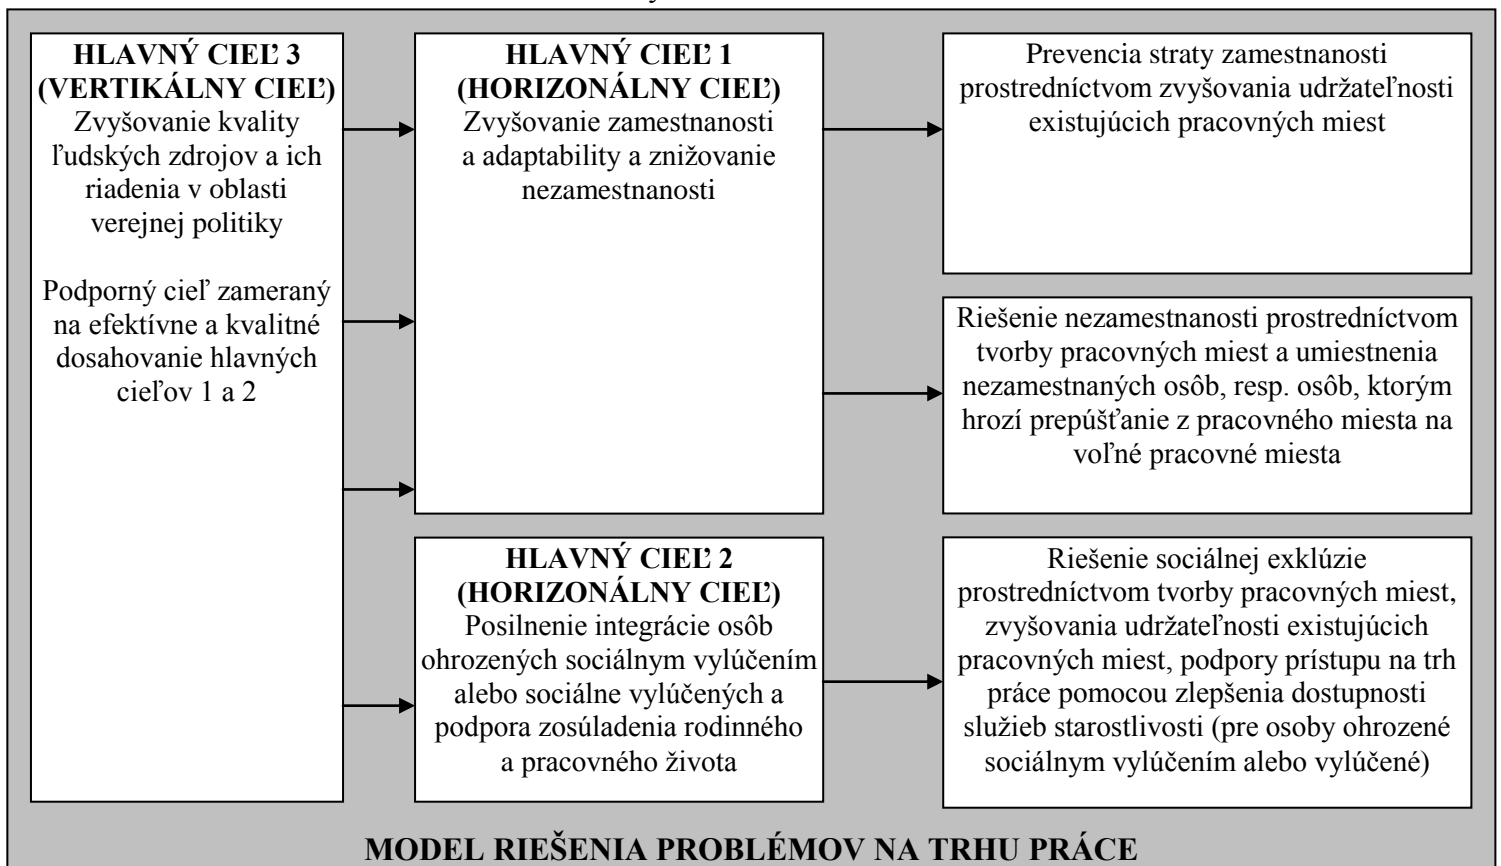 HLAVNÝ CIEĽ 3
(VERTIKÁLNY CIEĽ)
Zvyšovanie kvality
ľudských zdrojov a ich
riadenia v oblasti
verejnej politiky
Podporný cieľ zameraný
na efektívne a kvalitné
dosahovanie hlavných
cieľov 1 a 2
HLAVNÝ CIEĽ 1
(HORIZONÁLNY CIEĽ)
Zvyšovanie zamestnanosti
a adaptability a znižovanie
nezamestnanosti
HLAVNÝ CIEĽ 2
(HORIZONÁLNY CIEĽ)
Posilnenie integrácie osôb
ohrozených sociálnym vylúčením
alebo sociálne vylúčených a
podpora zosúladenia rodinného
a pracovného života
Prevencia straty zamestnanosti
prostredníctvom zvyšovania udržateľnosti
existujúcich pracovných miest
Riešenie nezamestnanosti prostredníctvom
tvorby pracovných miest a umiestnenia
nezamestnaných osôb, resp. osôb, ktorým
hrozí prepúšťanie z pracovného miesta na
voľné pracovné miesta
Riešenie sociálnej exklúzie
prostredníctvom tvorby pracovných miest,
zvyšovania udržateľnosti existujúcich
pracovných miest, podpory prístupu na trh
práce pomocou zlepšenia dostupnosti
služieb starostlivosti (pre osoby ohrozené
sociálnym vylúčením alebo vylúčené)
MODEL RIEŠENIA PROBLÉMOV NA TRHU PRÁCE